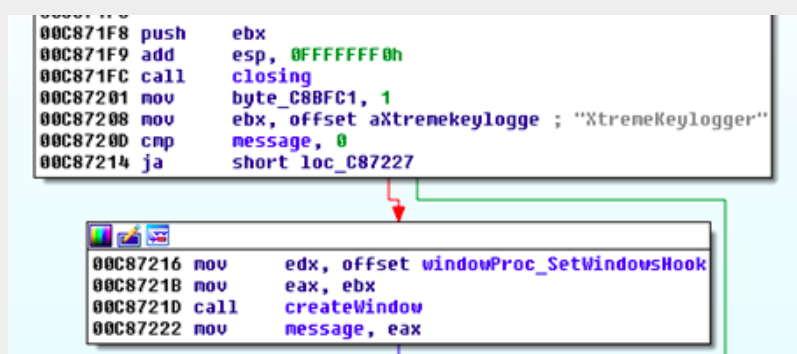 00C871F8 push ebx
00C871F9 add esp, 0FFFFFFF0h
00C871FC call closing
00C87201 mov byte_C8BFC1, 1
00C87208 mov ebx, offset aXtremekeylogge ; "XtremeKeylogger"
00C8720D cmp message, 0
00C87214 ja short loc_C87227
00C87216 mov edx, offset windowProc_SetWindowsHook
00C8721B mov eax, ebx
00C8721D call createWindow
00C87222 mov message, eax